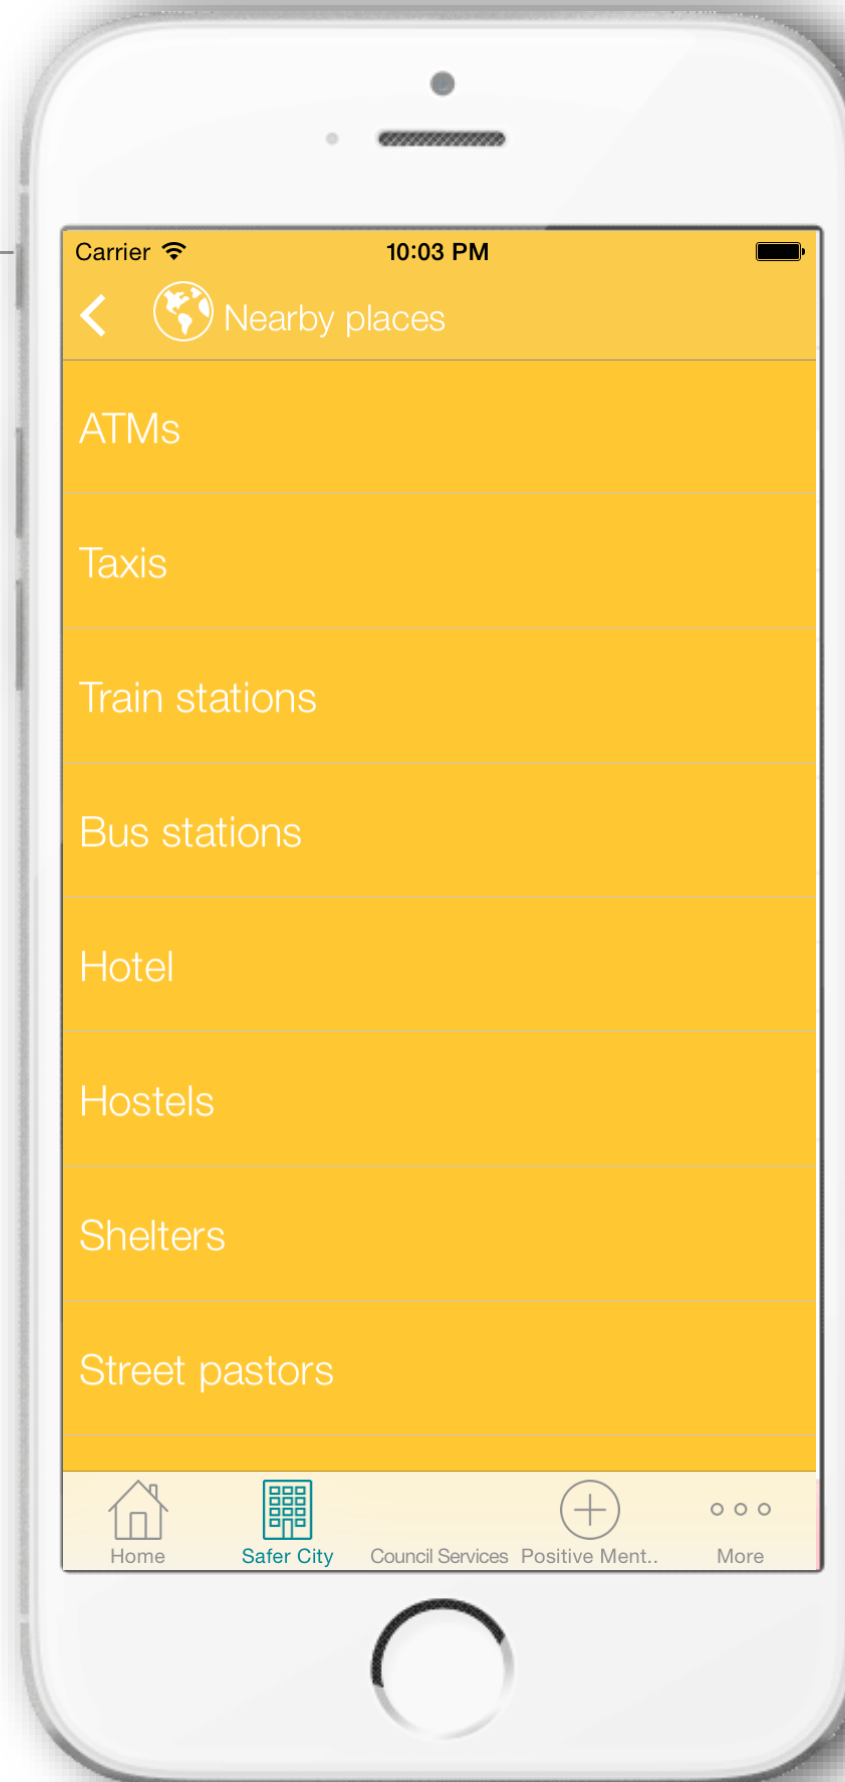 Carrier 10:03 PM
Nearby places
ATMs
Taxis
Train stations
Bus stations
Hotel
Hostels
Shelters
Street pastors
Home Safer City Council Services Positive Ment.. More